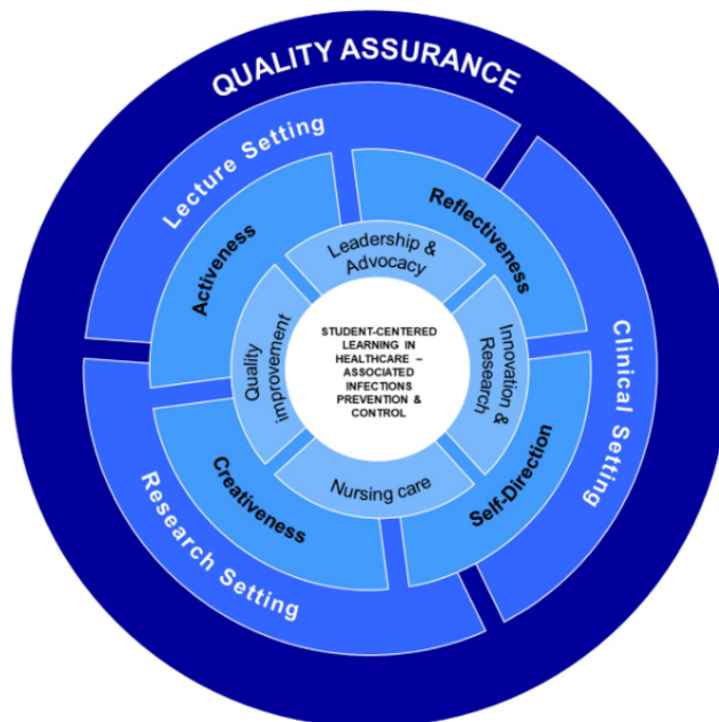 QUALITY ASSURANCE
Lecture Setting
Clinical Setting
Research Setting
Activeness
Reflectiveness
Self-Direction
Creativeness
Leadership &
Advocacy
Innovation &
Research
Nursing care
Quality
improvement
STUDENT-CENTERED
LEARNING IN
HEALTHCARE –
ASSOCIATED
INFECTIONS
PREVENTION &
CONTROL